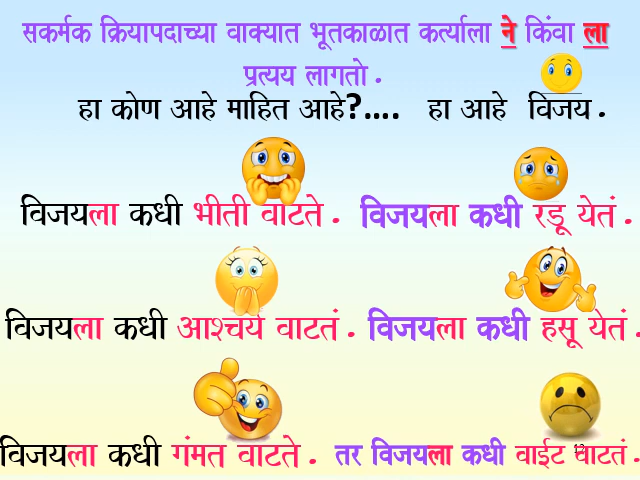 सकर्मक क्रियापदाच्या वाक्यात भूतकाळात कर्त्याला ने किंवा ला
प्रत्यय लागतो.
हा कोण आहे माहित आहे?.... हा आहे विजय.
विजयला कधी भीती वाटते. विजयला कधी रडू येतं.
विजयला कधी आश्चर्य वाटतं. विजयला कधी हसू येतं.
विजयला कधी गंमत वाटते. तर विजयला कधी वाईट वाटतं.
12